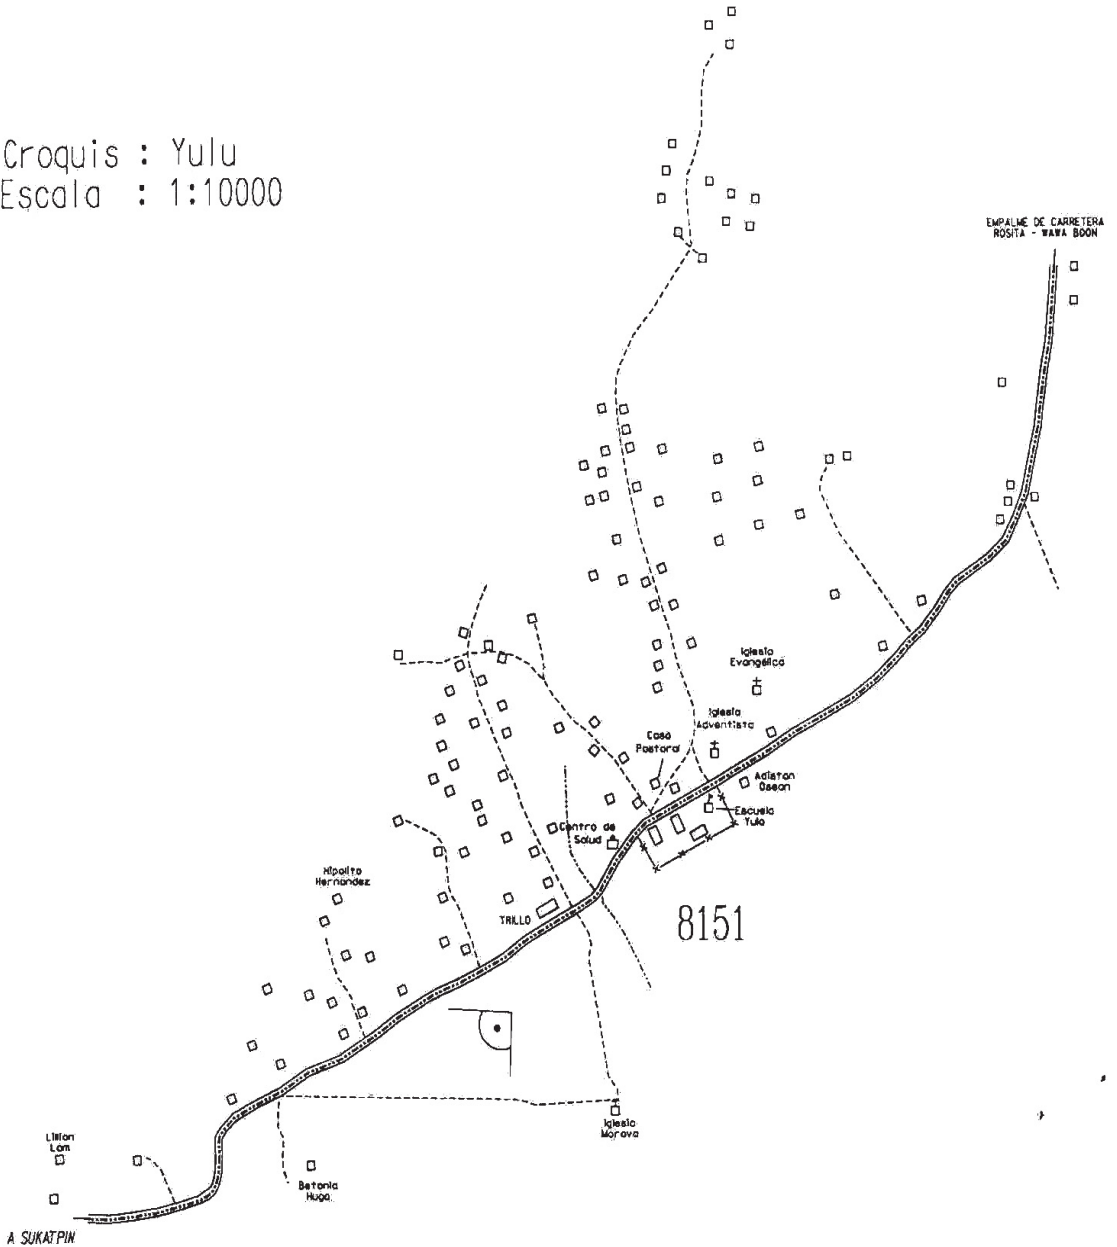 Croquis : Yulu
Escala : 1:10000
EMPALME DE CARRETERA
ROSITA - WAWA BOON
Iglesia
Evangélica
Iglesia
Adventista
Casa
Pastoral
Adistan
Escuela
Yulu
Centro de
Salud
Hipolito
Hernandez
TRILLO
8151
Iglesia
Morava
Lillian
Lam
Betania
Hugo
A SUKATPIN